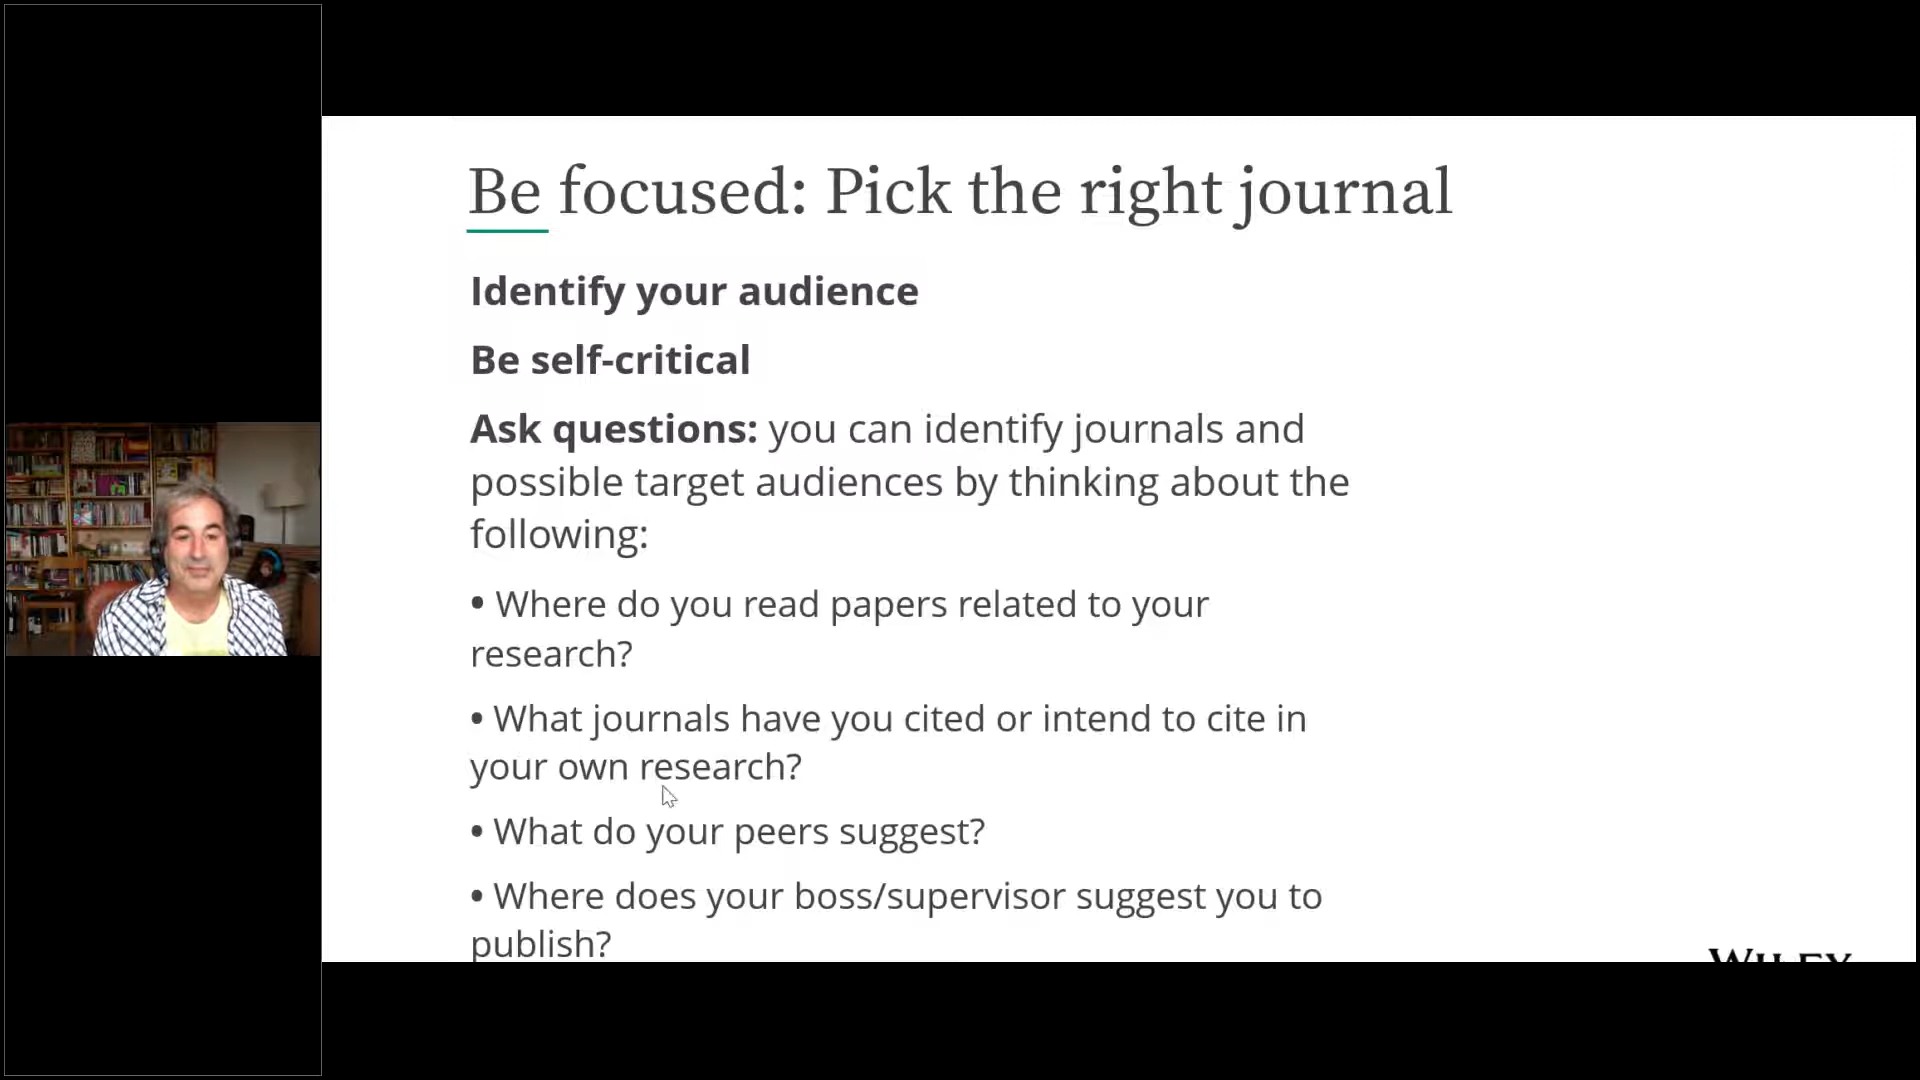 Be focused: Pick the right journal
Identify your audience
Be self-critical
Ask questions: you can identify journals and
possible target audiences by thinking about the
following:
• Where do you read papers related to your
research?
• What journals have you cited or intend to cite in
your own research?
• What do your peers suggest?
• Where does your boss/supervisor suggest you to
publish?
WILEY